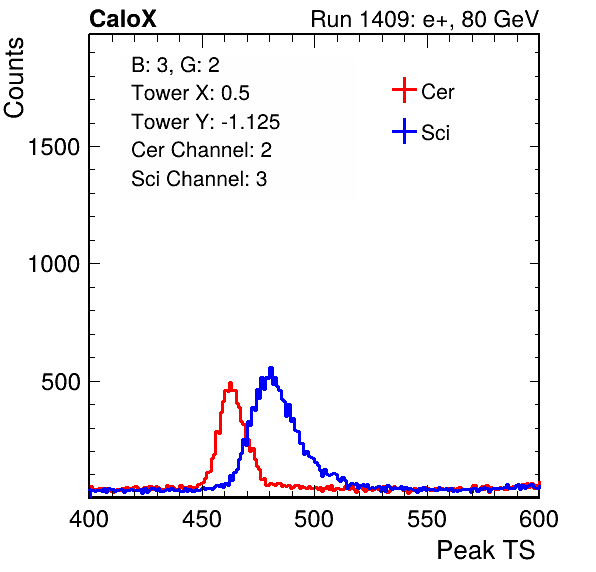 CaloX Run 1409: e+, 80 GeV
B: 3, G: 2
Tower X: 0.5
Tower Y: -1.125
Cer Channel: 2
Sci Channel: 3
Cer
Sci
Counts
1500
1000
500
400 450 500 550 600
Peak TS